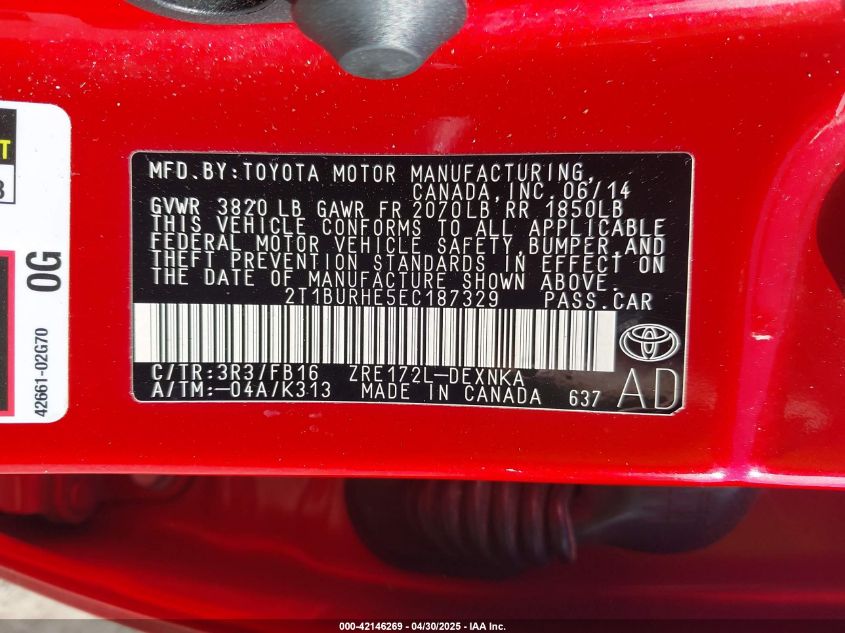 MFD. BY: TOYOTA MOTOR MANUFACTURING,
CANADA, INC. 06/14
GVWR 3820 LB GAWR FR 2070LB RR 1850LB
THIS VEHICLE CONFORMS TO ALL APPLICABLE
FEDERAL MOTOR VEHICLE SAFETY, BUMPER, AND
THEFT PREVENTION STANDARDS IN EFFECT ON
THE DATE OF MANUFACTURE SHOWN ABOVE.
2T1BURHE5EC187329 PASS.CAR
C/TR:3R3/FB16 ZRE172L-DEXNKA
A/TM:-04A/K313 MADE IN CANADA 637 AD
0G
42661-02G70
000-42146269 - 04/30/2025 - IAA Inc.